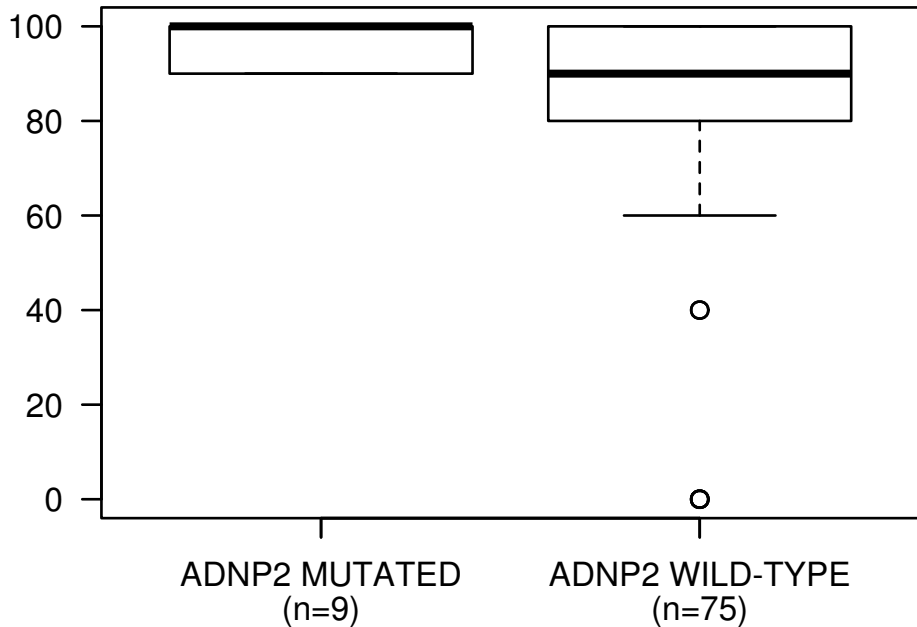 100
80
60
40
20
0
ADNP2 MUTATED
(n=9)
ADNP2 WILD-TYPE
(n=75)